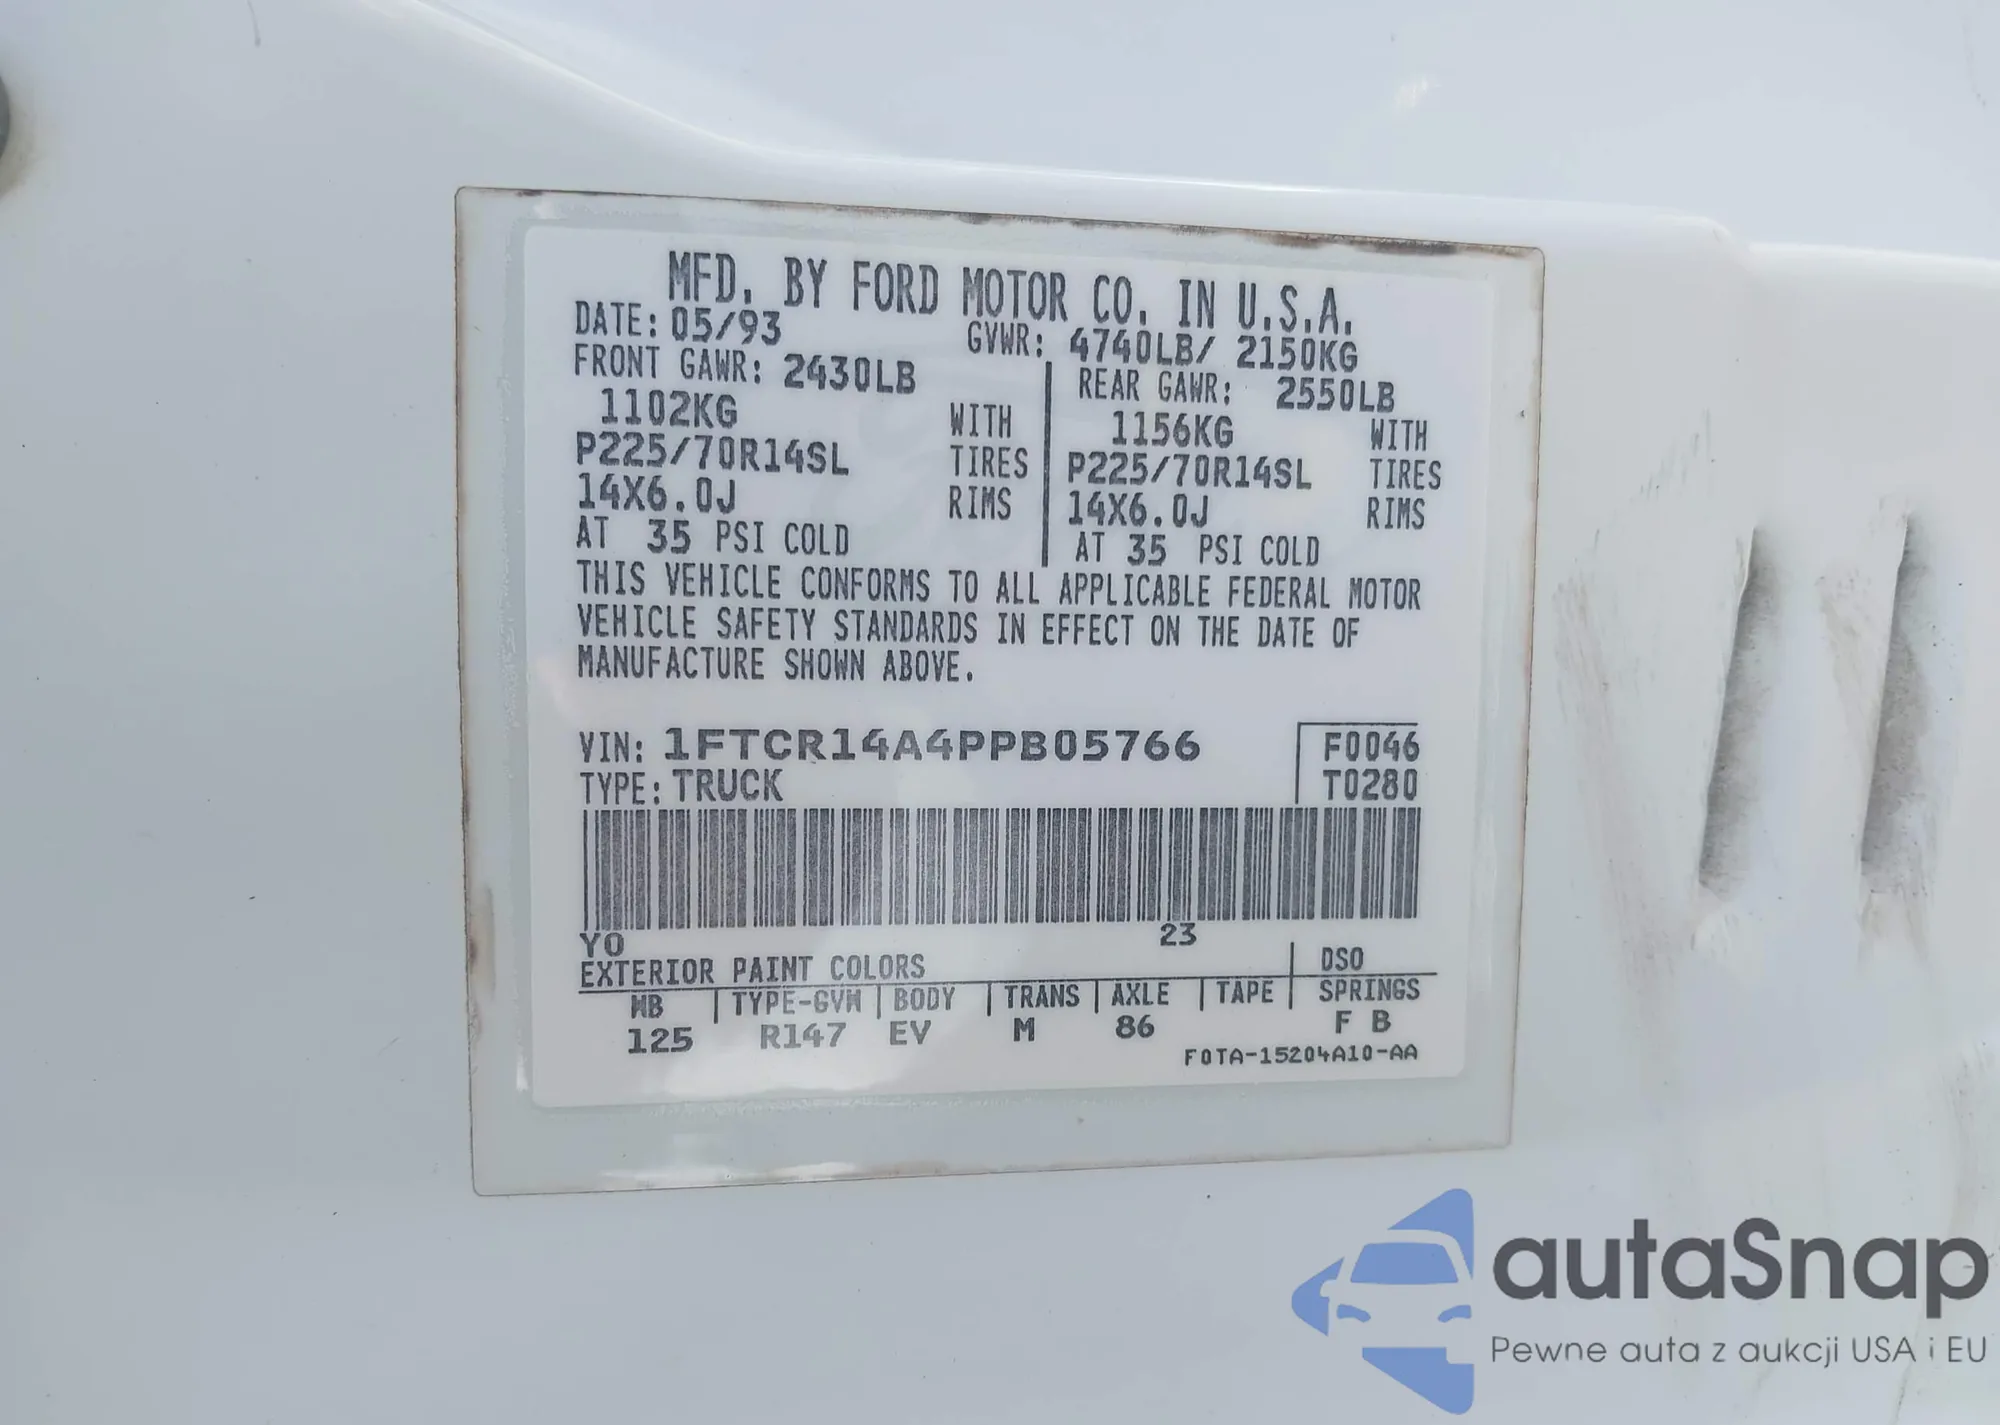 MFD. BY FORD MOTOR CO. IN U.S.A.
DATE: 05/93 GVWR: 4740LB/ 2150KG
FRONT GAWR: 2430LB REAR GAWR: 2550LB
1102KG WITH 1156KG WITH
P225/70R14SL TIRES P225/70R14SL TIRES
14X6.0J RIMS 14X6.0J RIMS
AT 35 PSI COLD AT 35 PSI COLD
THIS VEHICLE CONFORMS TO ALL APPLICABLE FEDERAL MOTOR
VEHICLE SAFETY STANDARDS IN EFFECT ON THE DATE OF
MANUFACTURE SHOWN ABOVE.
VIN: 1FTCR14A4PPB05766 F0046
TYPE: TRUCK T0280
YO 23
EXTERIOR PAINT COLORS DSO
WB TYPE-GVW BODY TRANS AXLE TAPE SPRINGS
125 R147 EV M 86 F B
F0TA-15204A10-AA
autaSnap
Pewne auta z aukcji USA i EU